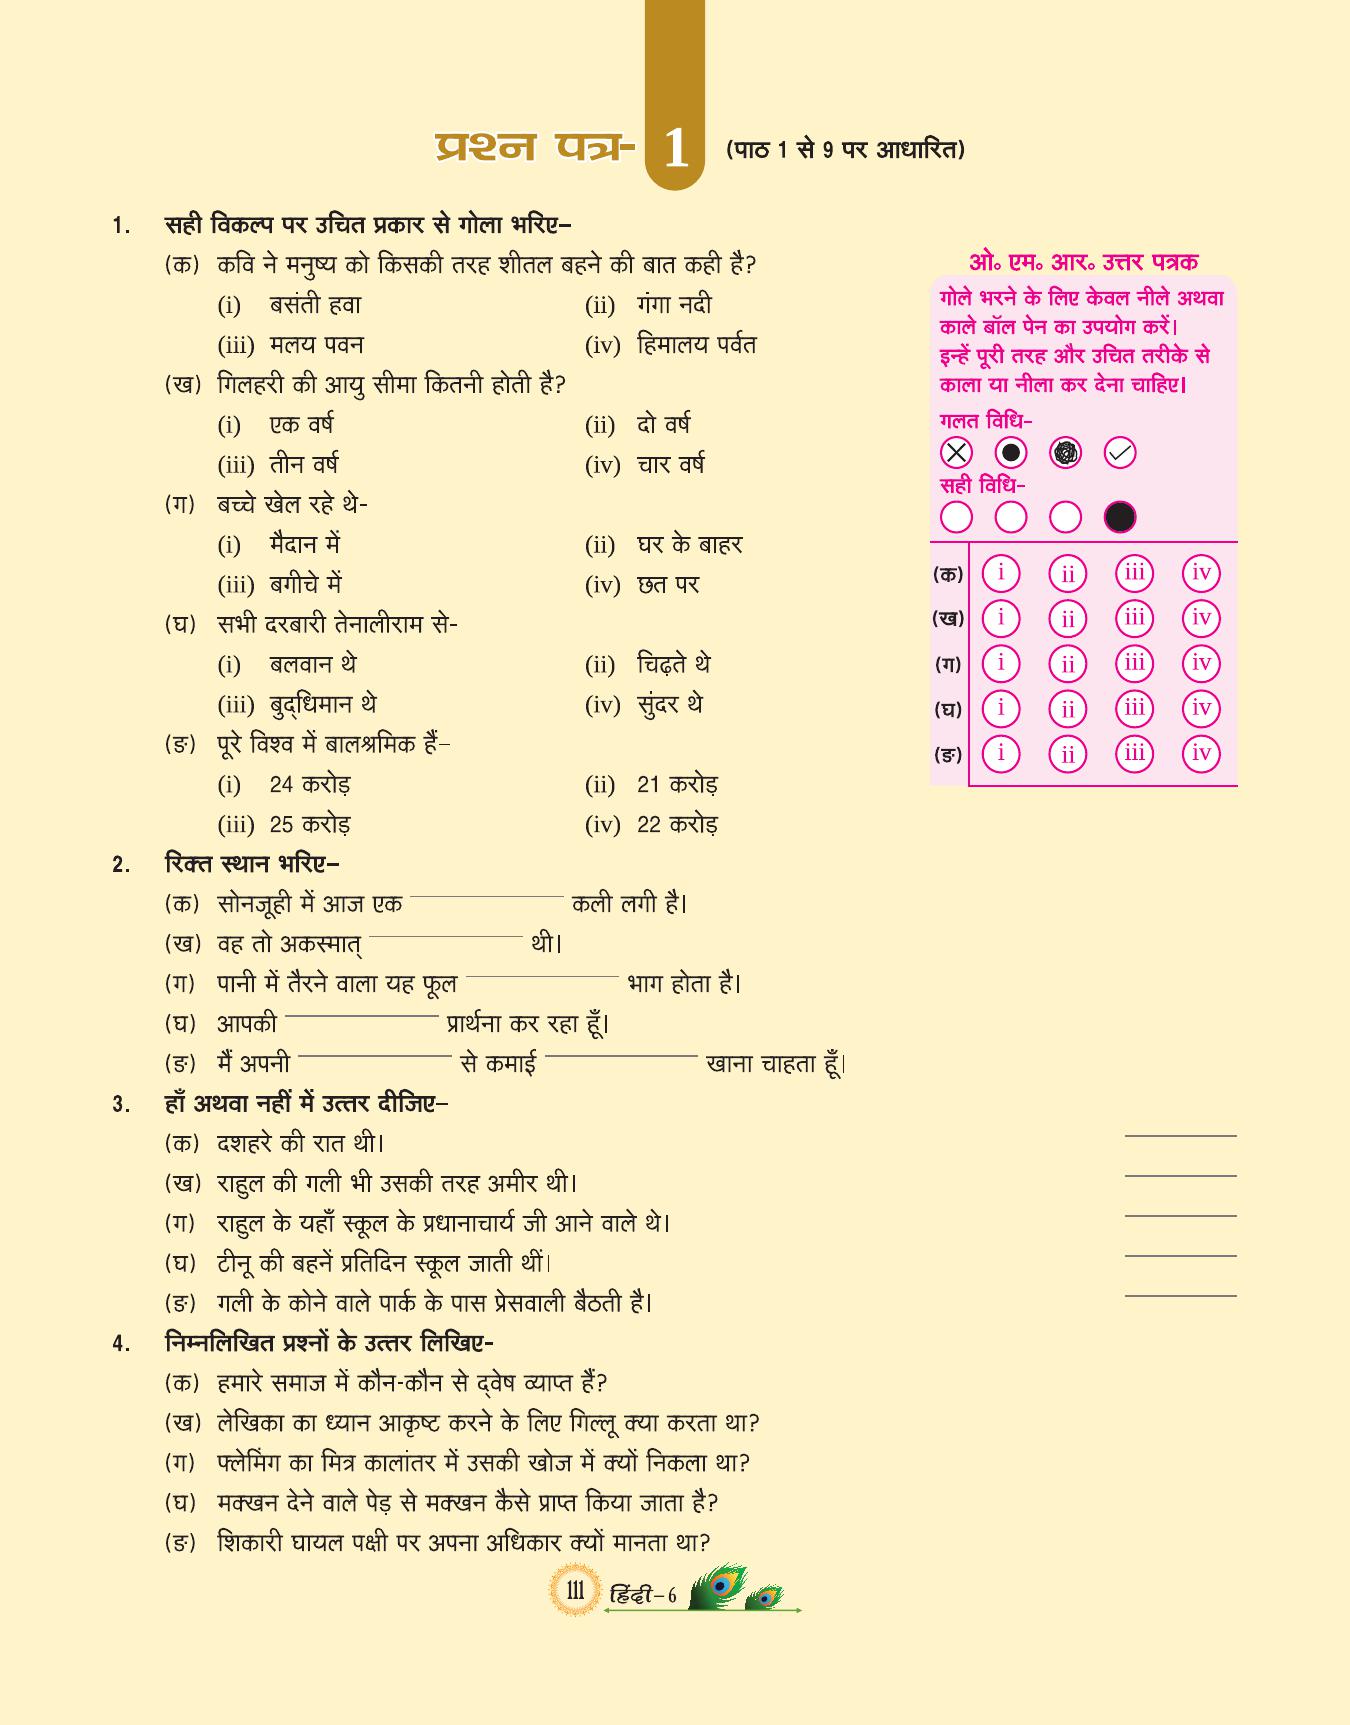 प्रश्न पत्र- 1 (पाठ 1 से 9 पर आधारित)
1. सही विकल्प पर उचित प्रकार से गोला भरिए–
(क) कवि ने मनुष्य को किसकी तरह शीतल बहने की बात कही है?
(i) बसंती हवा (ii) गंगा नदी
(iii) मलय पवन (iv) हिमालय पर्वत
(ख) गिलहरी की आयु सीमा कितनी होती है?
(i) एक वर्ष (ii) दो वर्ष
(iii) तीन वर्ष (iv) चार वर्ष
(ग) बच्चे खेल रहे थे-
(i) मैदान में (ii) घर के बाहर
(iii) बगीचे में (iv) छत पर
(घ) सभी दरबारी तेनालीराम से-
(i) बलवान थे (ii) चिढ़ते थे
(iii) बुद्धिमान थे (iv) सुंदर थे
(ङ) पूरे विश्व में बालश्रमिक हैं–
(i) 24 करोड़ (ii) 21 करोड़
(iii) 25 करोड़ (iv) 22 करोड़
ओ॰ एम॰ आर॰ उत्तर पत्रक
गोले भरने के लिए केवल नीले अथवा
काले बॉल पेन का उपयोग करें।
इन्हें पूरी तरह और उचित तरीके से
काला या नीला कर देना चाहिए।
गलत विधि–
सही विधि–
(क) i ii iii iv
(ख) i ii iii iv
(ग) i ii iii iv
(घ) i ii iii iv
(ङ) i ii iii iv
2. रिक्त स्थान भरिए–
(क) सोनजूही में आज एक ____________ कली लगी है।
(ख) वह तो अकस्मात् ____________ थी।
(ग) पानी में तैरने वाला यह फूल ____________ भाग होता है।
(घ) आपकी ____________ प्रार्थना कर रहा हूँ।
(ङ) मैं अपनी ____________ से कमाई ____________ खाना चाहता हूँ।
3. हाँ अथवा नहीं में उत्तर दीजिए–
(क) दशहरे की रात थी। ________
(ख) राहुल की गली भी उसकी तरह अमीर थी। ________
(ग) राहुल के यहाँ स्कूल के प्रधानाचार्य जी आने वाले थे। ________
(घ) टीनू की बहनें प्रतिदिन स्कूल जाती थीं। ________
(ङ) गली के कोने वाले पार्क के पास प्रेसवाली बैठती है। ________
4. निम्नलिखित प्रश्नों के उत्तर लिखिए-
(क) हमारे समाज में कौन-कौन से द्वेष व्याप्त हैं?
(ख) लेखिका का ध्यान आकृष्ट करने के लिए गिल्लू क्या करता था?
(ग) फ्लेमिंग का मित्र कालांतर में उसकी खोज में क्यों निकला था?
(घ) मक्खन देने वाले पेड़ से मक्खन कैसे प्राप्त किया जाता है?
(ङ) शिकारी घायल पक्षी पर अपना अधिकार क्यों मानता था?
111 हिंदी–6